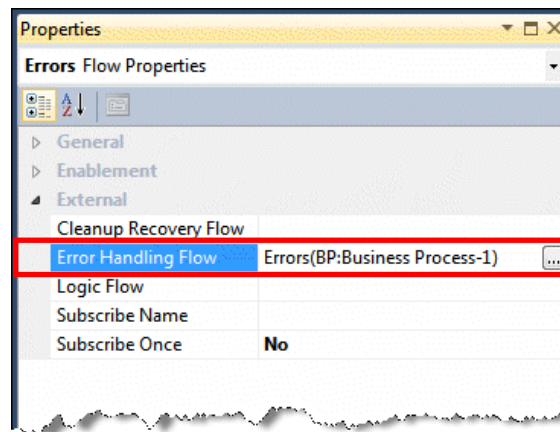 Properties
Errors Flow Properties
General
Enablement
External
Cleanup Recovery Flow
Error Handling Flow Errors(BP:Business Process-1) ...
Logic Flow
Subscribe Name
Subscribe Once No